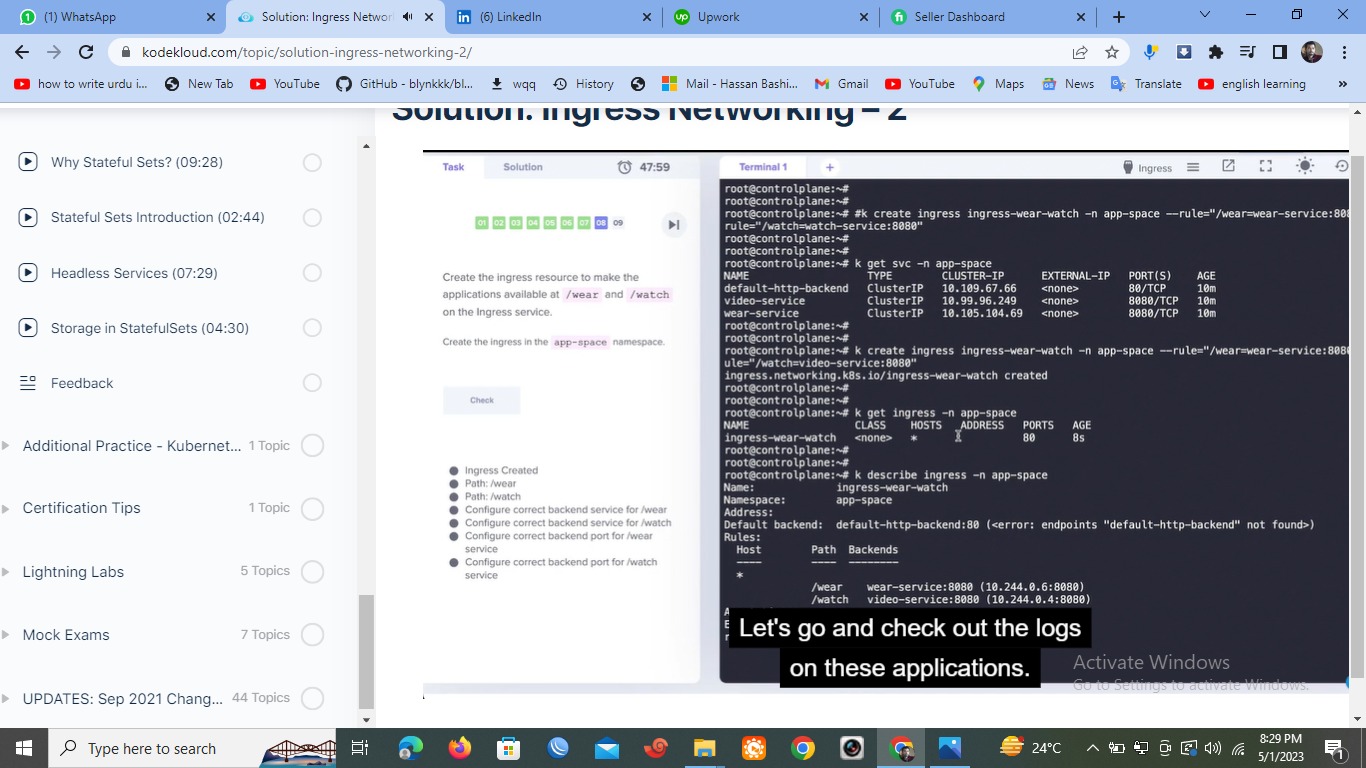 (1) WhatsApp
Solution: Ingress Networ
(6) LinkedIn
Upwork
Seller Dashboard
kodekloud.com/topic/solution-ingress-networking-2/
how to write urdu i...
New Tab
YouTube
GitHub - blynkkk/bl...
wqq
History
Mail - Hassan Bashi...
Gmail
YouTube
Maps
News
Translate
english learning
»
Solution: Ingress Networking – 2
Why Stateful Sets? (09:28)
Stateful Sets Introduction (02:44)
Headless Services (07:29)
Storage in StatefulSets (04:30)
Feedback
Additional Practice - Kubernet... 1 Topic
Certification Tips 1 Topic
Lightning Labs 5 Topics
Mock Exams 7 Topics
UPDATES: Sep 2021 Chang... 44 Topics
Task Solution 47:59
01 02 03 04 05 06 07 08 09
Create the ingress resource to make the
applications available at /wear and /watch
on the Ingress service.
Create the ingress in the app-space namespace.
Check
Ingress Created
Path: /wear
Path: /watch
Configure correct backend service for /wear
Configure correct backend service for /watch
Configure correct backend port for /wear
service
Configure correct backend port for /watch
service
Terminal 1 + Ingress
root@controlplane:~#
root@controlplane:~#
root@controlplane:~# #k create ingress ingress-wear-watch -n app-space --rule="/wear=wear-service:808
rule="/watch=watch-service:8080"
root@controlplane:~#
root@controlplane:~#
root@controlplane:~# k get svc -n app-space
NAME TYPE CLUSTER-IP EXTERNAL-IP PORT(S) AGE
default-http-backend ClusterIP 10.109.67.66 <none> 80/TCP 10m
video-service ClusterIP 10.99.96.249 <none> 8080/TCP 10m
wear-service ClusterIP 10.105.104.69 <none> 8080/TCP 10m
root@controlplane:~#
root@controlplane:~#
root@controlplane:~# k create ingress ingress-wear-watch -n app-space --rule="/wear=wear-service:8080
ule="/watch=video-service:8080"
ingress.networking.k8s.io/ingress-wear-watch created
root@controlplane:~#
root@controlplane:~#
root@controlplane:~# k get ingress -n app-space
NAME CLASS HOSTS ADDRESS PORTS AGE
ingress-wear-watch <none> * 80 8s
root@controlplane:~#
root@controlplane:~#
root@controlplane:~# k describe ingress -n app-space
Name: ingress-wear-watch
Namespace: app-space
Address:
Default backend: default-http-backend:80 (<error: endpoints "default-http-backend" not found>)
Rules:
Host Path Backends
---- ---- --------
*
/wear wear-service:8080 (10.244.0.6:8080)
/watch video-service:8080 (10.244.0.4:8080)
Let's go and check out the logs
on these applications.
Activate Windows
Go to Settings to activate Windows.
Type here to search
24°C
8:29 PM
5/1/2023
1